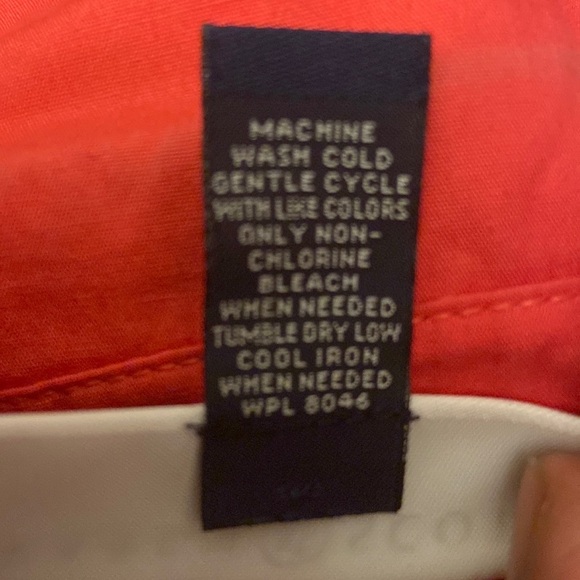 MACHINE
WASH COLD
GENTLE CYCLE
WITH LIKE COLORS
ONLY NON-
CHLORINE
BLEACH
WHEN NEEDED
TUMBLE DRY LOW
COOL IRON
WHEN NEEDED
WPL 8046